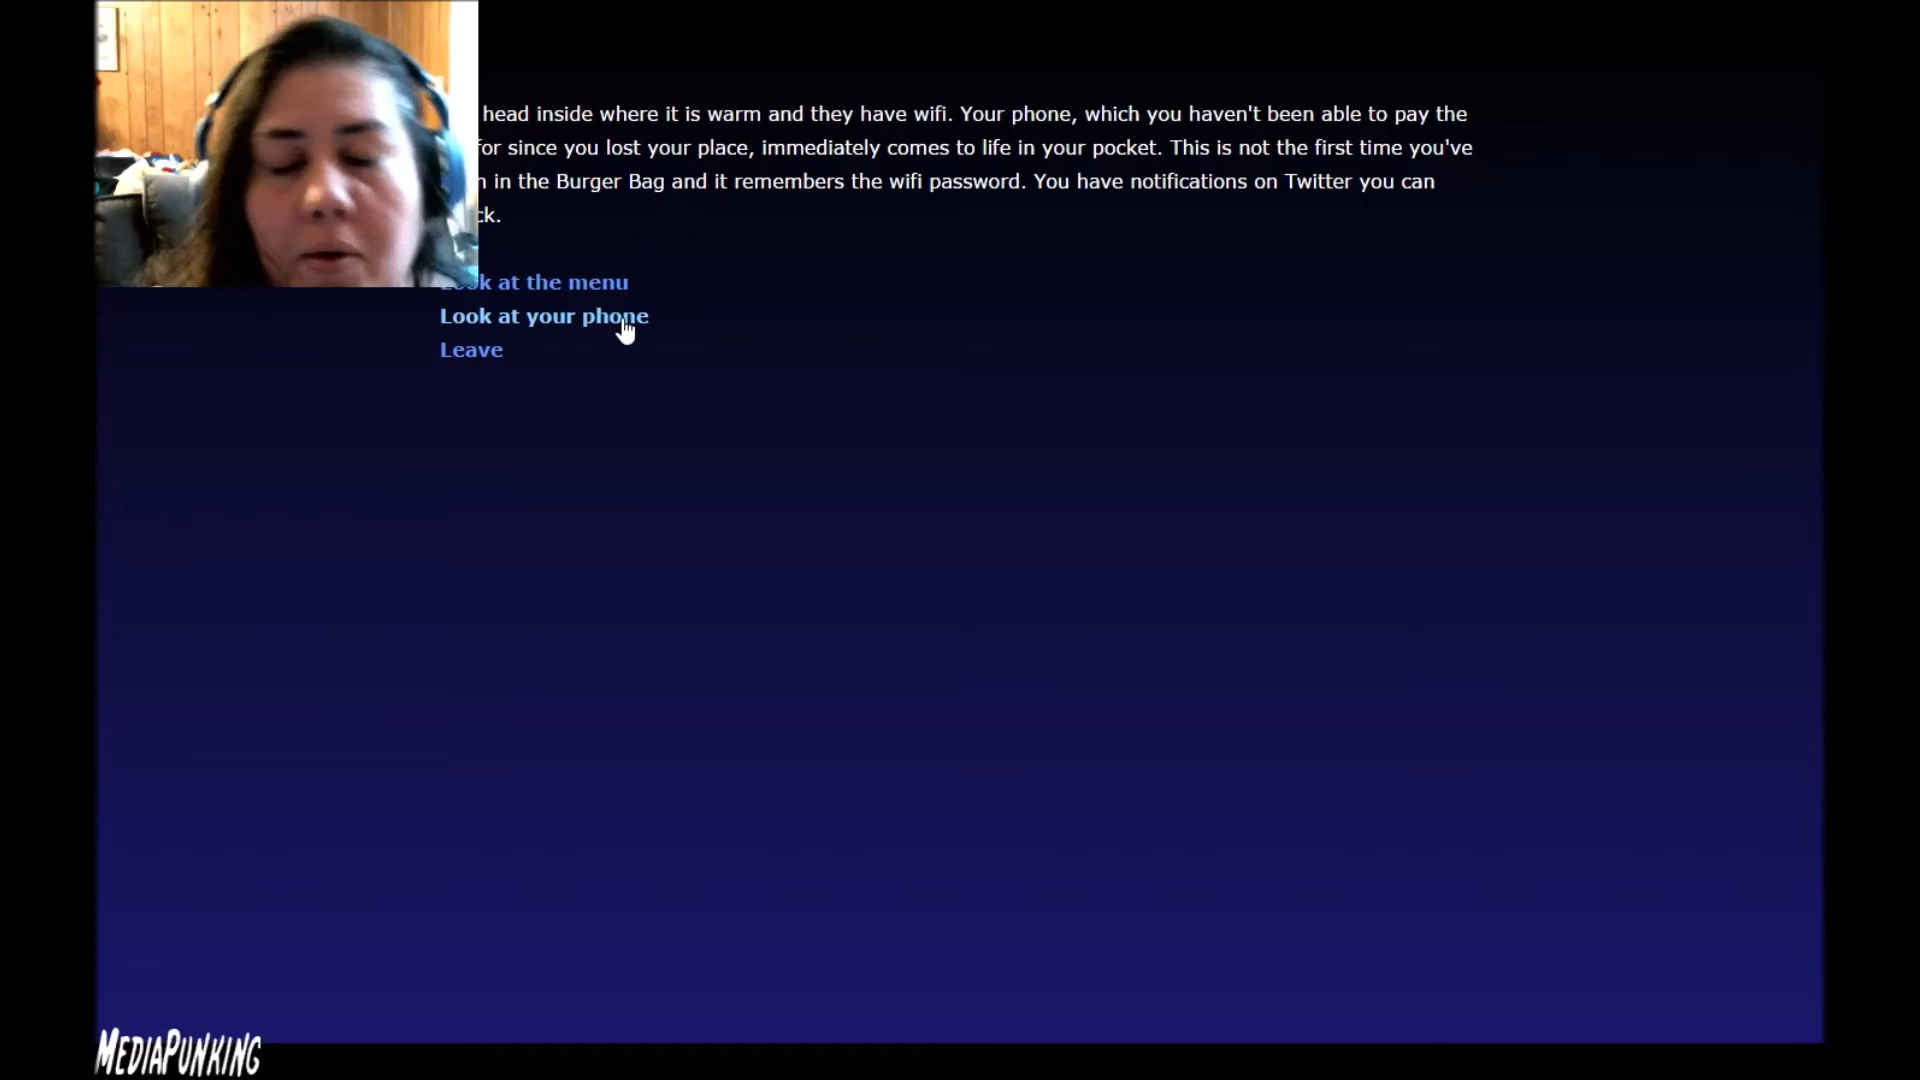 head inside where it is warm and they have wifi. Your phone, which you haven't been able to pay the
for since you lost your place, immediately comes to life in your pocket. This is not the first time you've
in the Burger Bag and it remembers the wifi password. You have notifications on Twitter you can
ck.
at the menu
Look at your phone
Leave
MEDIAPUNKING